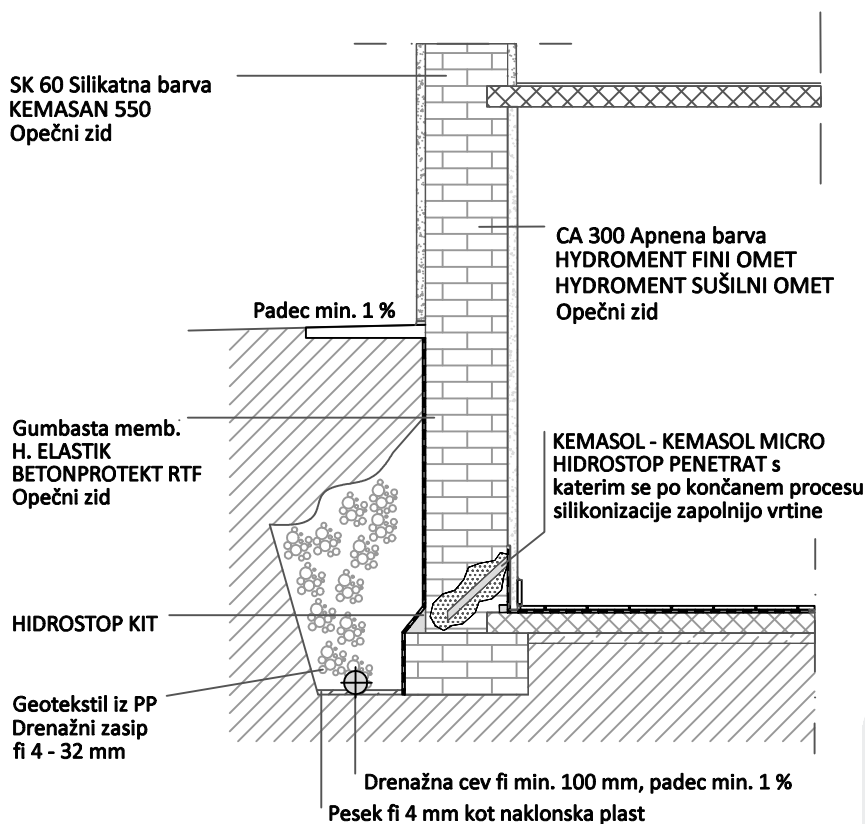 SK 60 Silikatna barva
KEMASAN 550
Opečni zid
CA 300 Apnena barva
HYDROMENT FINI OMET
HYDROMENT SUŠILNI OMET
Opečni zid
Padec min. 1 %
Gumbasta memb.
H. ELASTIK
BETONPROTEKT RTF
Opečni zid
KEMASOL - KEMASOL MICRO
HIDROSTOP PENETRAT s
katerim se po končanem procesu
silikonizacije zapolnijo vrtine
HIDROSTOP KIT
Geotekstil iz PP
Drenažni zasip
fi 4 - 32 mm
Drenažna cev fi min. 100 mm, padec min. 1 %
Pesek fi 4 mm kot naklonska plast